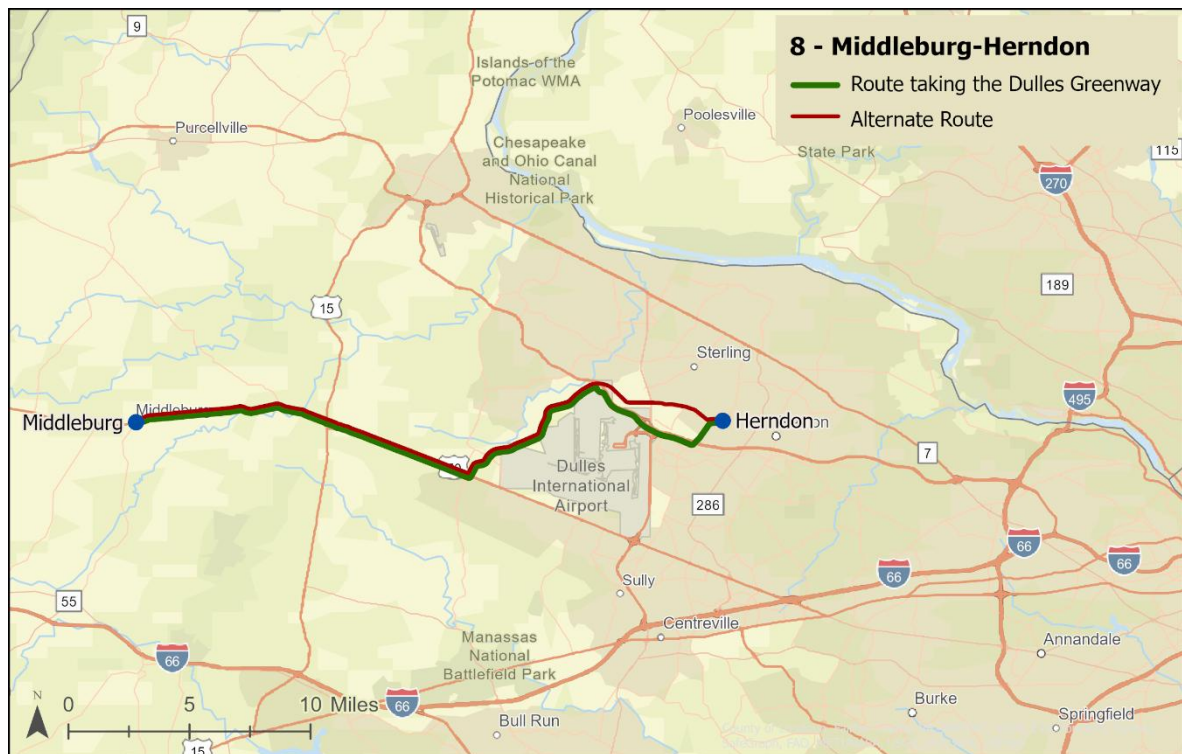 8 - Middleburg-Herndon
Route taking the Dulles Greenway
Alternate Route
9
Islands of the
Potomac WMA
Purcellville
Poolesville
Chesapeake
and Ohio Canal
National
Historical Park
State Park
115
270
15
189
Sterling
495
Middleburg
Middleburg
Herndon
on
7
Dulles
International
Airport
286
66
66
66
Sully
55
Centreville
Manassas
National
Battlefield Park
Annandale
66
N
0
5
10 Miles
66
Burke
Bull Run
Springfield
15